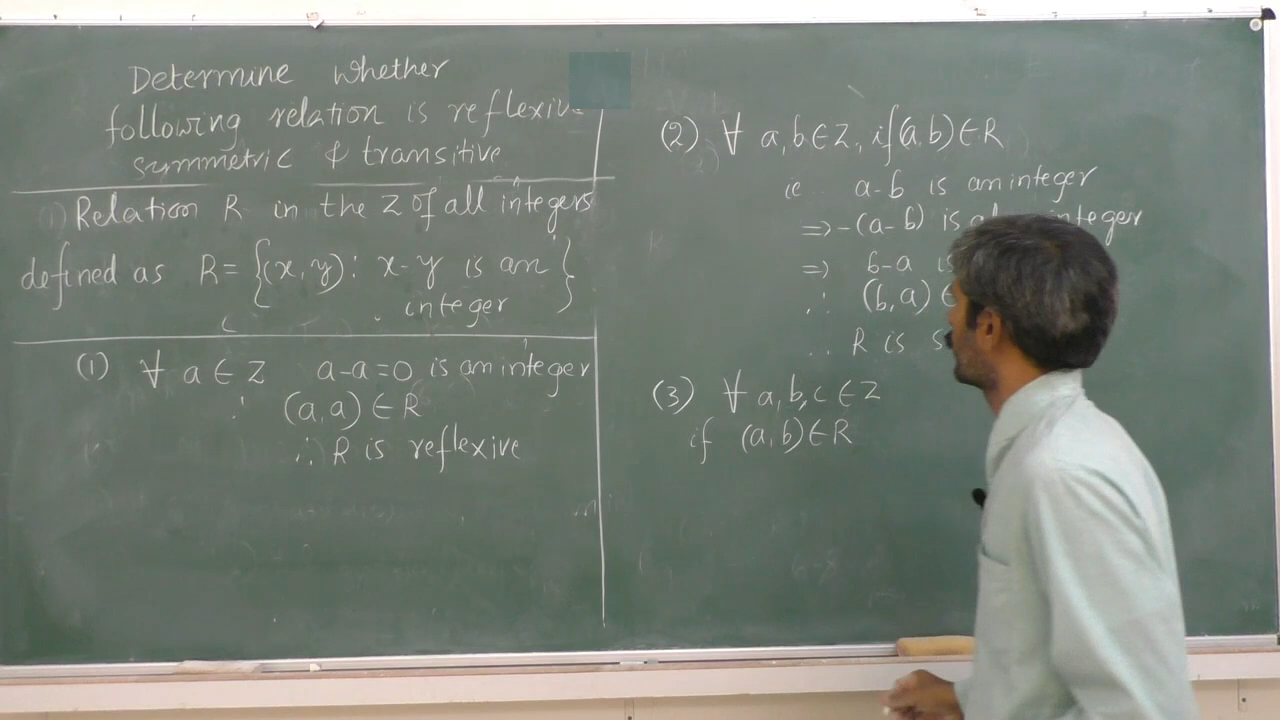 Determine whether
following relation is reflexive
symmetric & transitive
(1) Relation R in the Z of all integers
defined as R = {(x, y) : x-y is an
integer }
(1) ∀ a ∈ Z a-a=0 is an integer
∴ (a, a) ∈ R
∴ R is reflexive
(2) ∀ a, b ∈ Z, if (a, b) ∈ R
ie a-b is an integer
⇒ -(a-b) is integer
⇒ b-a is
∴ (b, a) ∈
∴ R is
(3) ∀ a, b, c ∈ Z
if (a, b) ∈ R